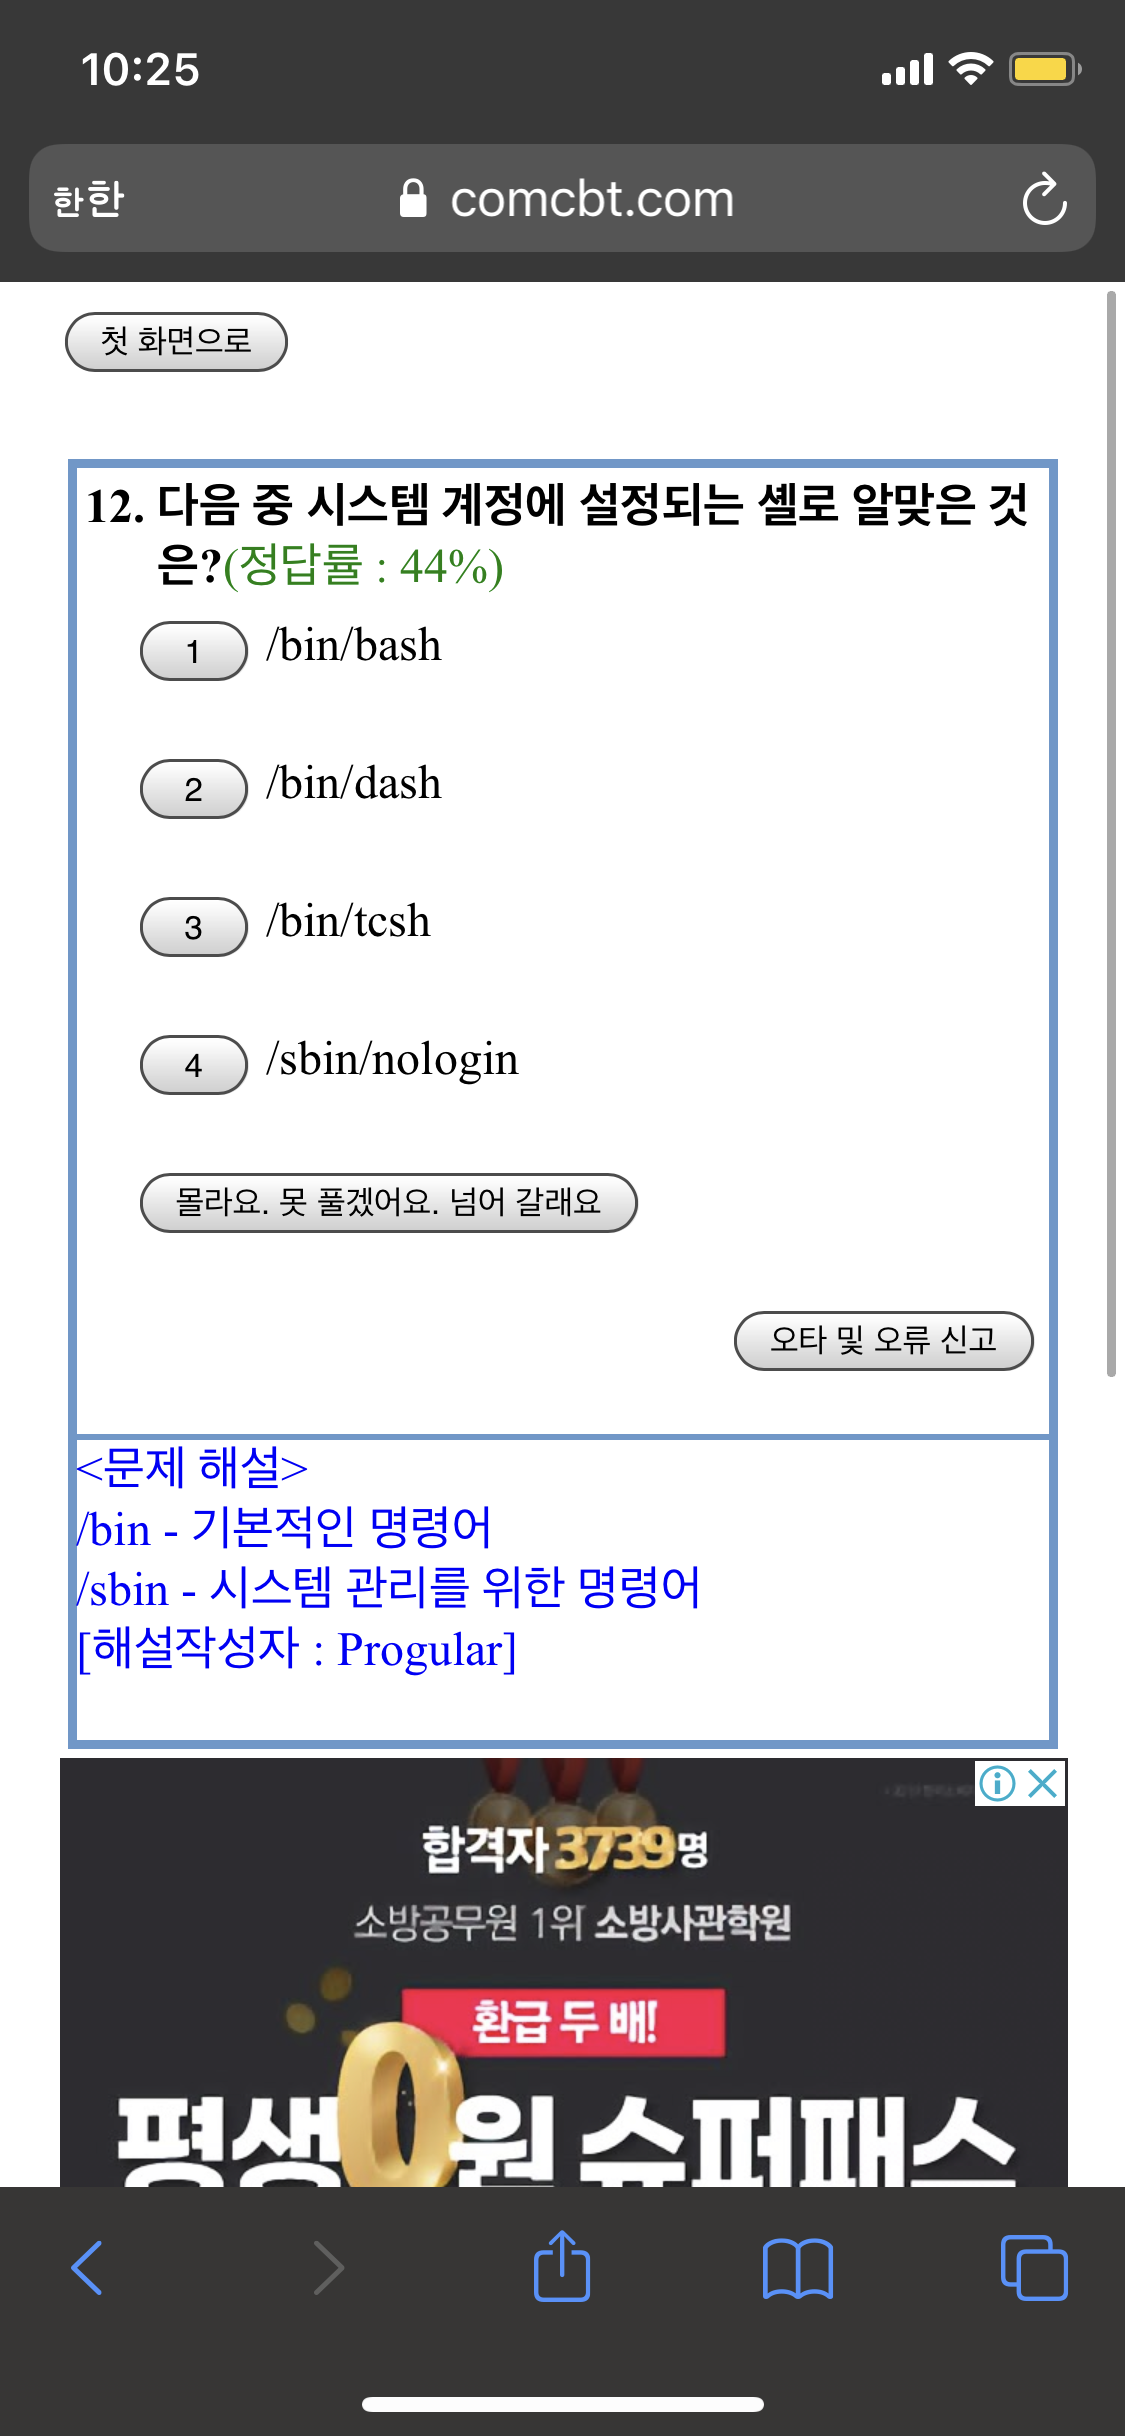 10:25
한한 comcbt.com
첫 화면으로
12. 다음 중 시스템 계정에 설정되는 셸로 알맞은 것
은?(정답률 : 44%)
1 /bin/bash
2 /bin/dash
3 /bin/tcsh
4 /sbin/nologin
몰라요. 못 풀겠어요. 넘어 갈래요
오타 및 오류 신고
<문제 해설>
/bin - 기본적인 명령어
/sbin - 시스템 관리를 위한 명령어
[해설작성자 : Progular]
합격자 3739명
소방공무원 1위 소방사관학원
환급 두 배!
평생 0원 슈퍼패스